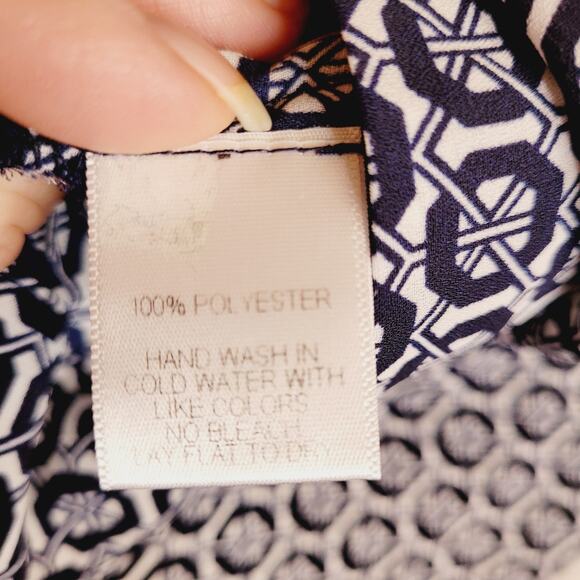 100% POLYESTER
HAND WASH IN
COLD WATER WITH
LIKE COLORS
NO BLEACH
LAY FLAT TO DRY